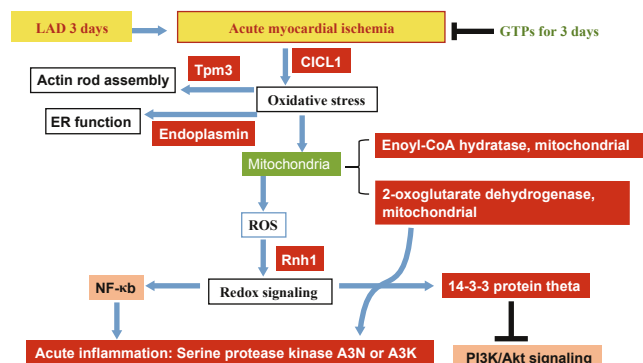 LAD 3 days
Acute myocardial ischemia
GTPs for 3 days
Tpm3
CICL1
Actin rod assembly
Oxidative stress
ER function
Endoplasmin
Mitochondria
Enoyl-CoA hydratase, mitochondrial
2-oxoglutarate dehydrogenase,
mitochondrial
ROS
Rnh1
NF-κb
Redox signaling
14-3-3 protein theta
Acute inflammation: Serine protease kinase A3N or A3K
PI3K/Akt signaling